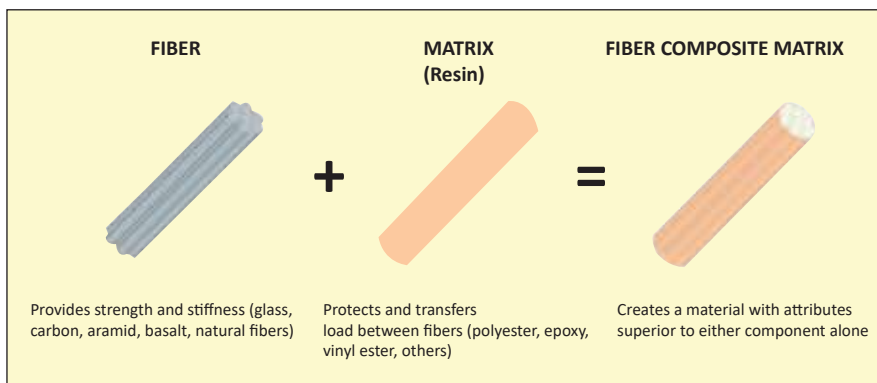 FIBER
MATRIX
(Resin)
FIBER COMPOSITE MATRIX
+
=
Provides strength and stiffness (glass,
carbon, aramid, basalt, natural fibers)
Protects and transfers
load between fibers (polyester, epoxy,
vinyl ester, others)
Creates a material with attributes
superior to either component alone